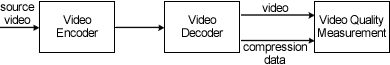 source
video
Video
Encoder
Video
Decoder
video
compression
data
Video Quality
Measurement